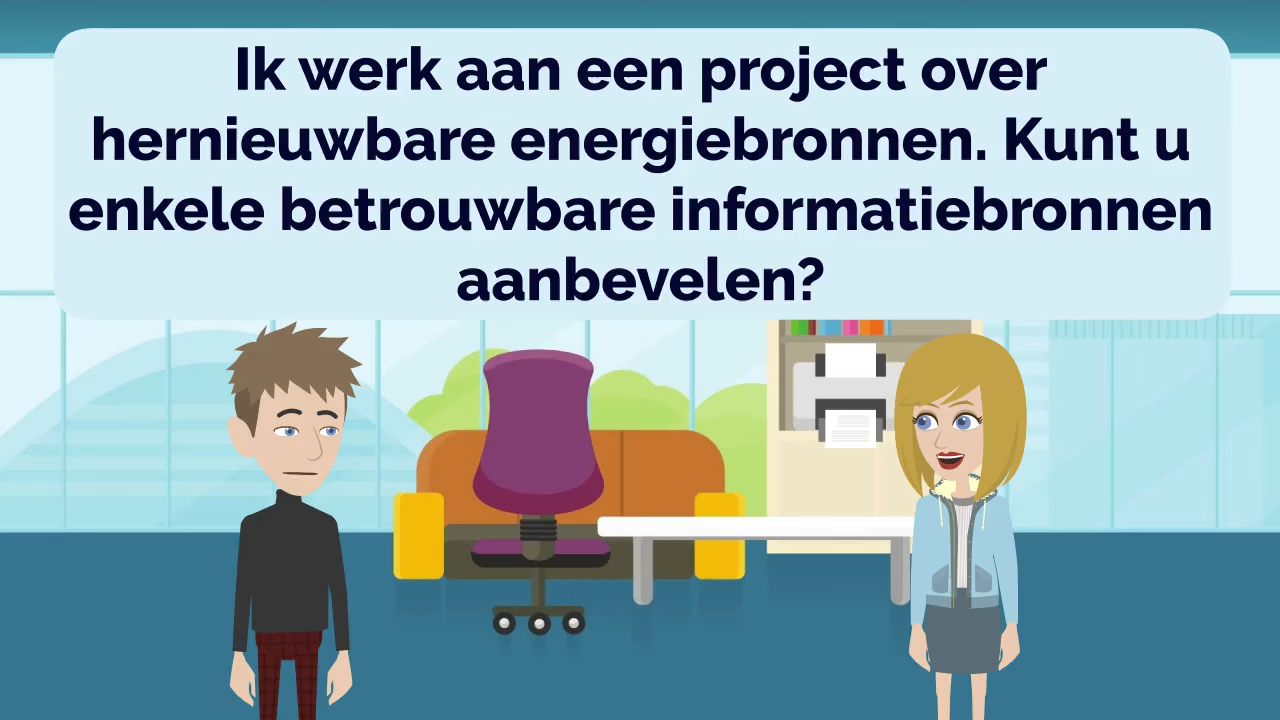 Ik werk aan een project over
hernieuwbare energiebronnen. Kunt u
enkele betrouwbare informatiebronnen
aanbevelen?